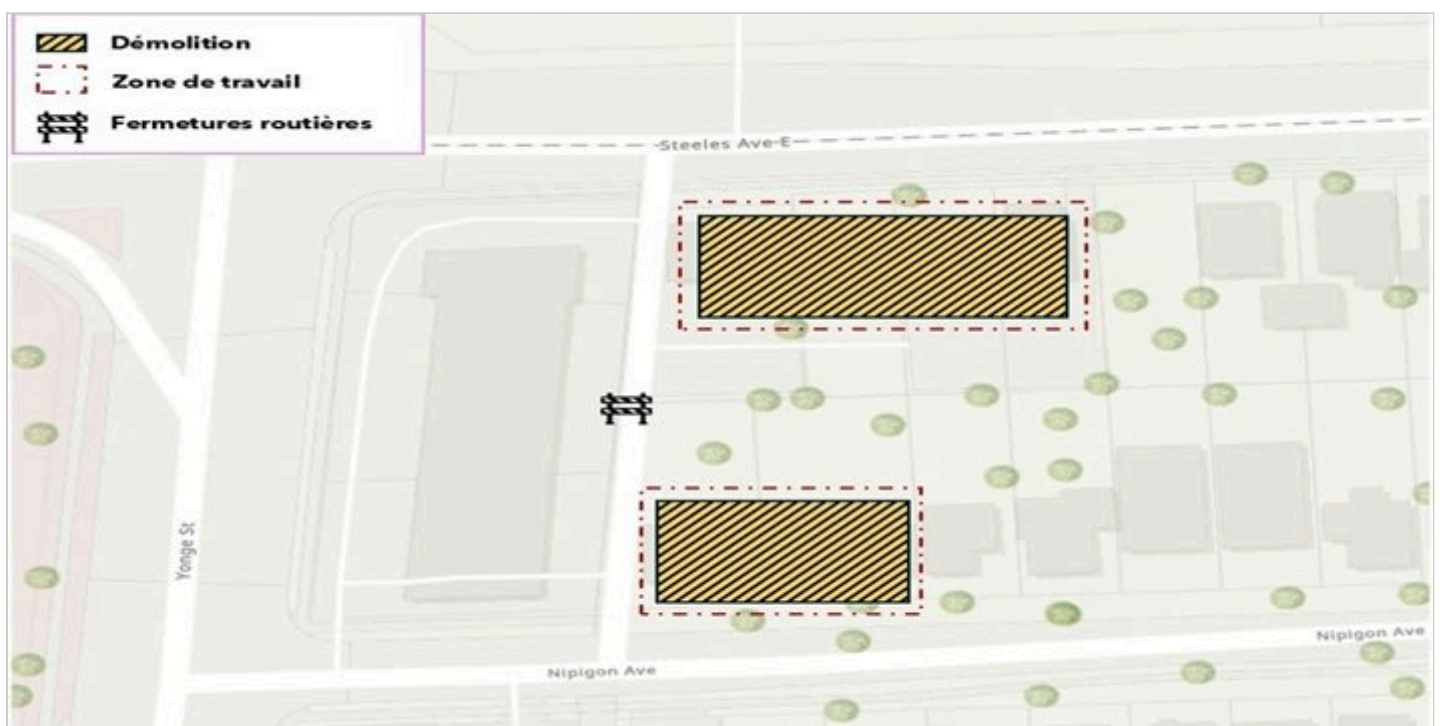 Démolition
Zone de travail
Fermetures routières
Steeles Ave E
Yonge St
Nipigon Ave
Nipigon Ave